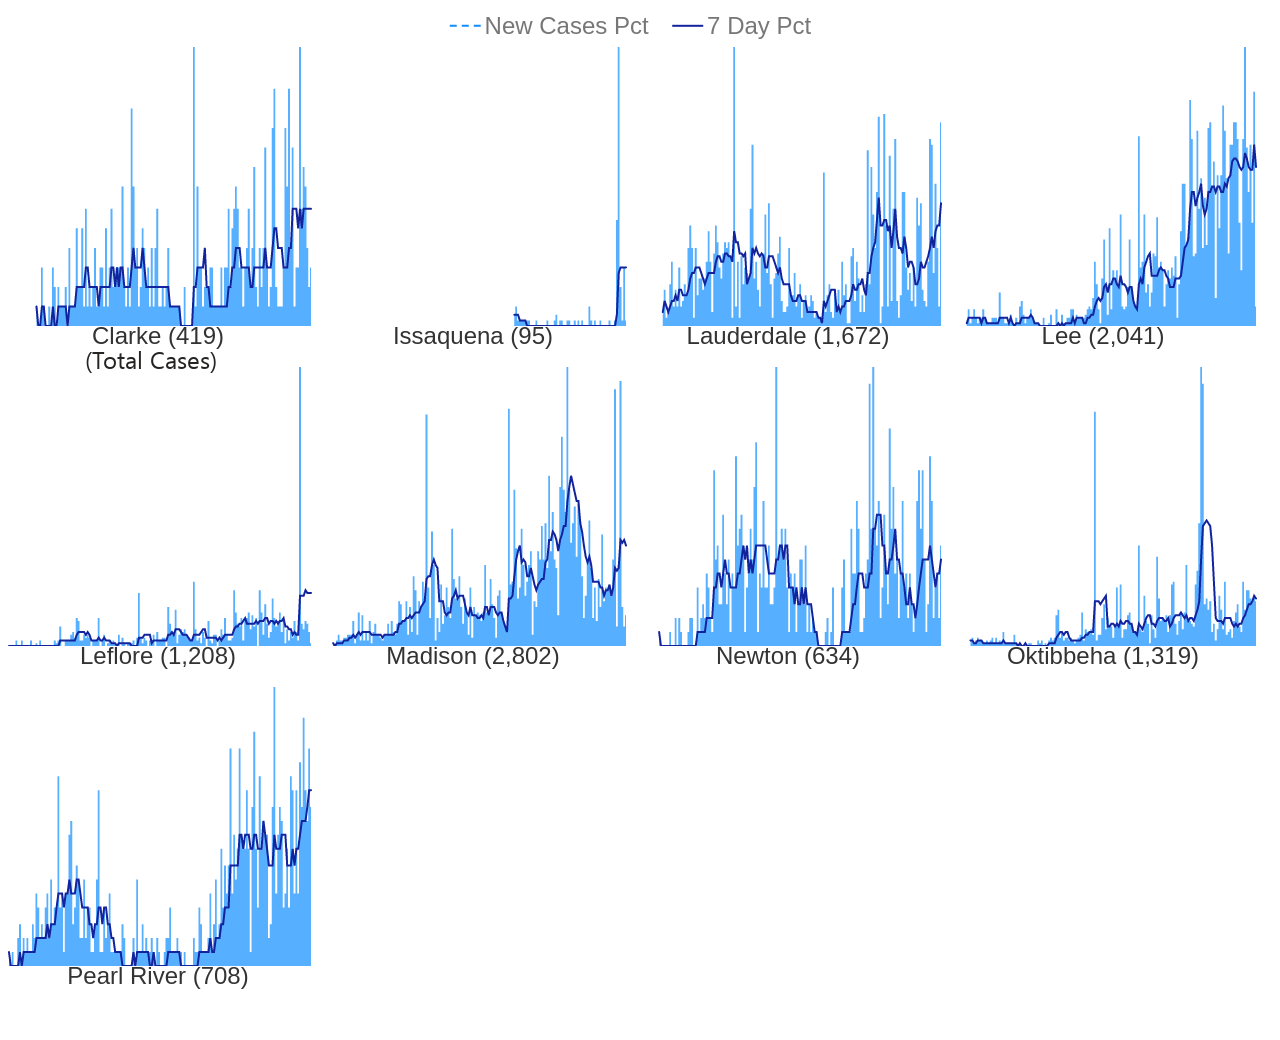 New Cases Pct 7 Day Pct
Clarke (419) Issaquena (95) Lauderdale (1,672) Lee (2,041)
(Total Cases)
Leflore (1,208) Madison (2,802) Newton (634) Oktibbeha (1,319)
Pearl River (708)